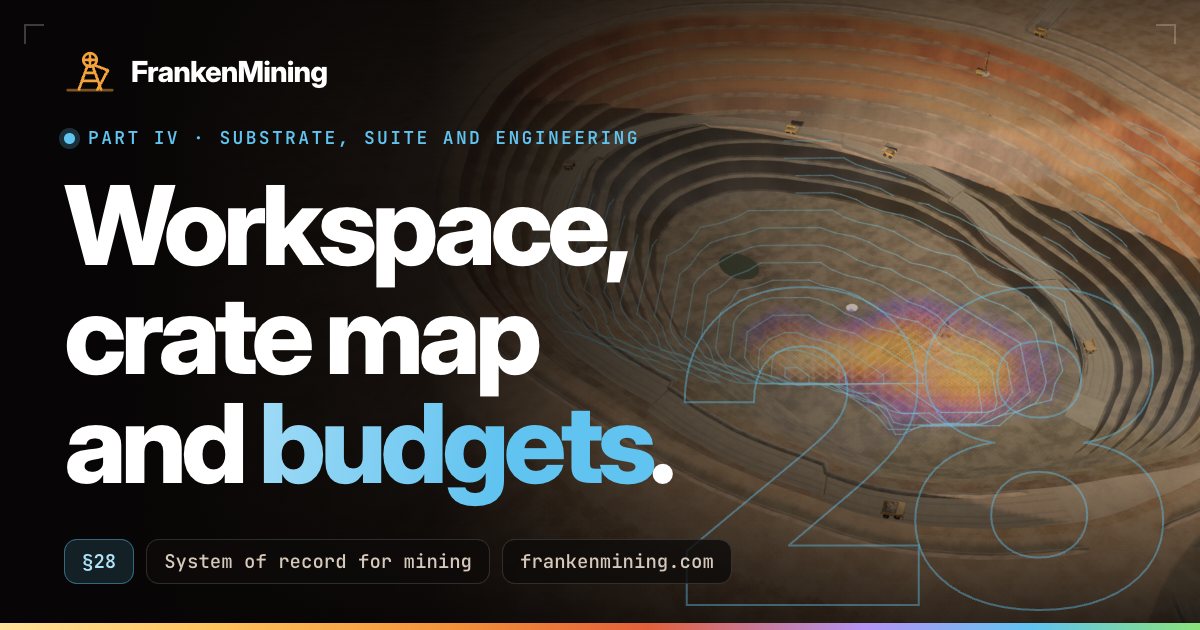 FrankenMining
PART IV · SUBSTRATE, SUITE AND ENGINEERING
Workspace,
crate map
and budgets.
§28
System of record for mining
frankenmining.com
28